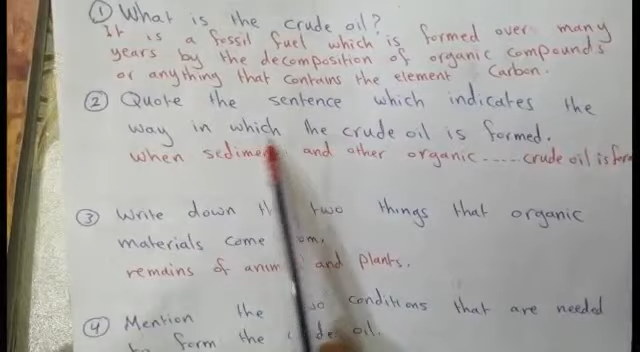 ① What is the crude oil?
It is a fossil fuel which is formed over many
years by the decomposition of organic compounds
or anything that contains the element Carbon.
② Quote the sentence which indicates the
way in which the crude oil is formed.
When and other organic .....crude oil is
③ Write down two things that organic
materials come
remains of and plants.
④ Mention the conditions that are needed
to form the oil.